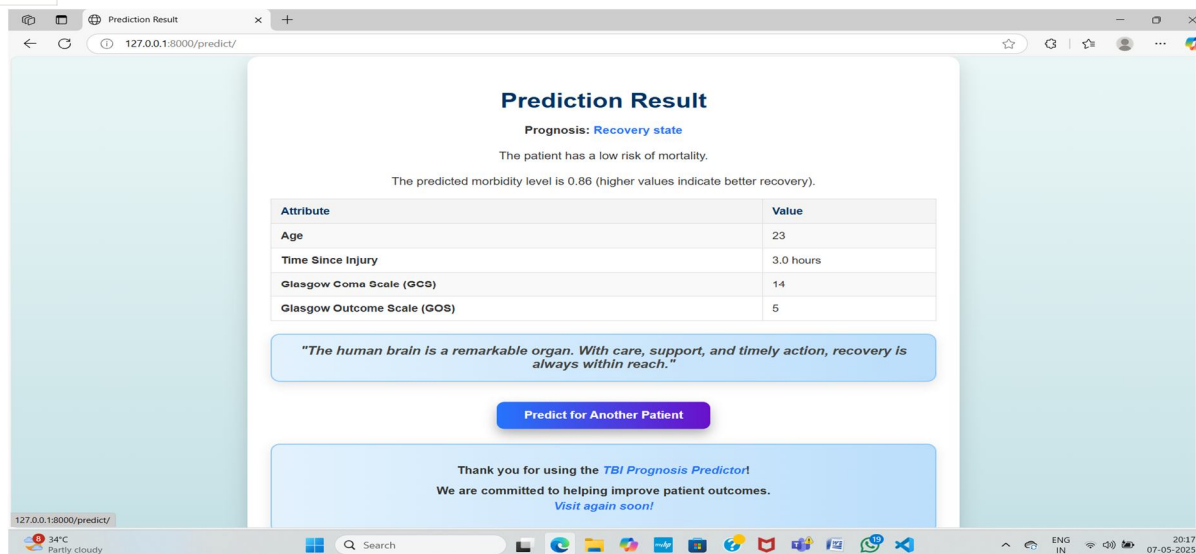 Prediction Result
127.0.0.1:8000/predict/
Prediction Result
Prognosis: Recovery state
The patient has a low risk of mortality.
The predicted morbidity level is 0.86 (higher values indicate better recovery).
Attribute Value
Age 23
Time Since Injury 3.0 hours
Glasgow Coma Scale (GCS) 14
Glasgow Outcome Scale (GOS) 5
"The human brain is a remarkable organ. With care, support, and timely action, recovery is
always within reach."
Predict for Another Patient
Thank you for using the TBI Prognosis Predictor!
We are committed to helping improve patient outcomes.
Visit again soon!
127.0.0.1:8000/predict/
8 34°C
Partly cloudy
Search
19
ENG
IN
20:17
07-05-2025